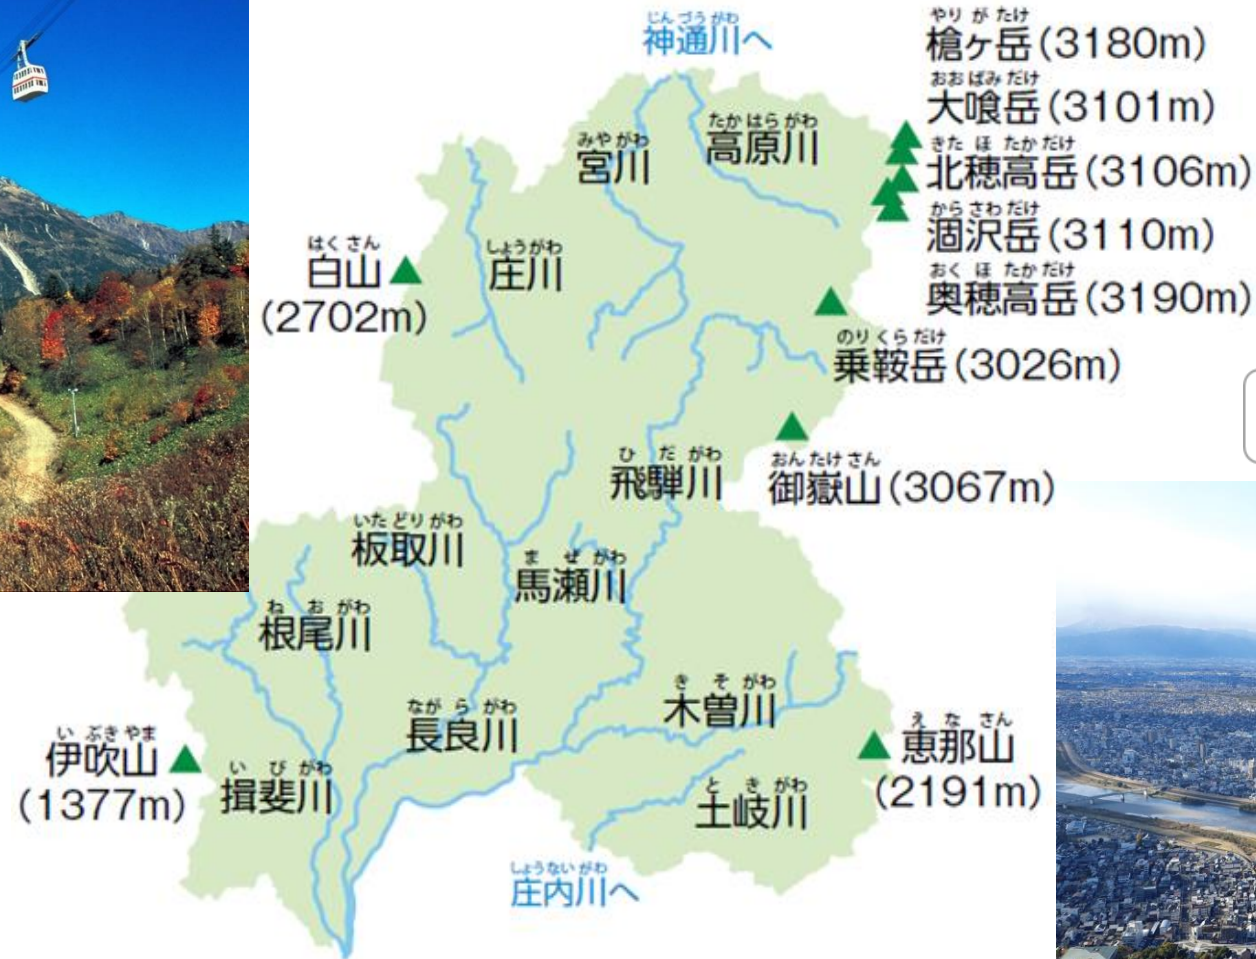 じんづうがわ
神通川へ
やりがたけ
槍ヶ岳(3180m)
おおばみだけ
大喰岳(3101m)
きたほたかだけ
北穂高岳(3106m)
からさわだけ
涸沢岳(3110m)
おくほたかだけ
奥穂高岳(3190m)
みやがわ
宮川
たかはらがわ
高原川
はくさん
白山
(2702m)
しょうがわ
庄川
のりくらだけ
乗鞍岳(3026m)
ひだがわ
飛騨川
おんたけさん
御嶽山(3067m)
いたどりがわ
板取川
まぜがわ
馬瀬川
ねおがわ
根尾川
きそがわ
木曽川
ながらがわ
長良川
いぶきやま
伊吹山
(1377m)
いびがわ
揖斐川
えなさん
恵那山
(2191m)
ときがわ
土岐川
しょうないがわ
庄内川へ